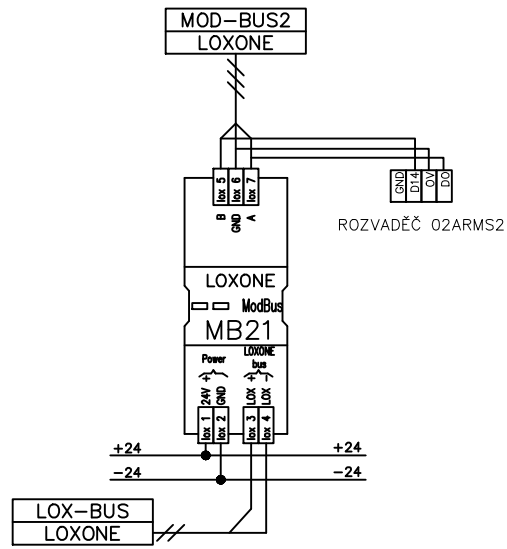 MOD-BUS2
LOXONE
lox 5
lox 6
lox 7
B
GND
A
GND
D14
0V
D0
ROZVADĚČ 02ARMS2
LOXONE
ModBus
MB21
Power
LOXONE
bus
24V +
GND
LOX +
LOX -
lox 1
lox 2
lox 3
lox 4
+24
+24
-24
-24
LOX-BUS
LOXONE